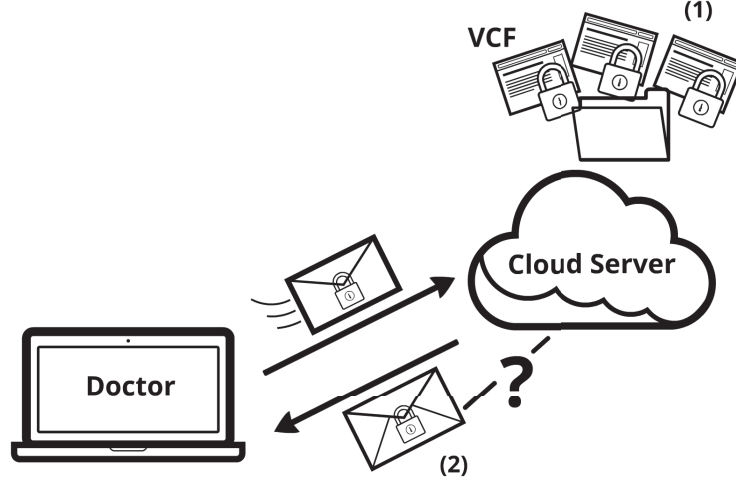 (1)
VCF
Cloud Server
Doctor
?
(2)